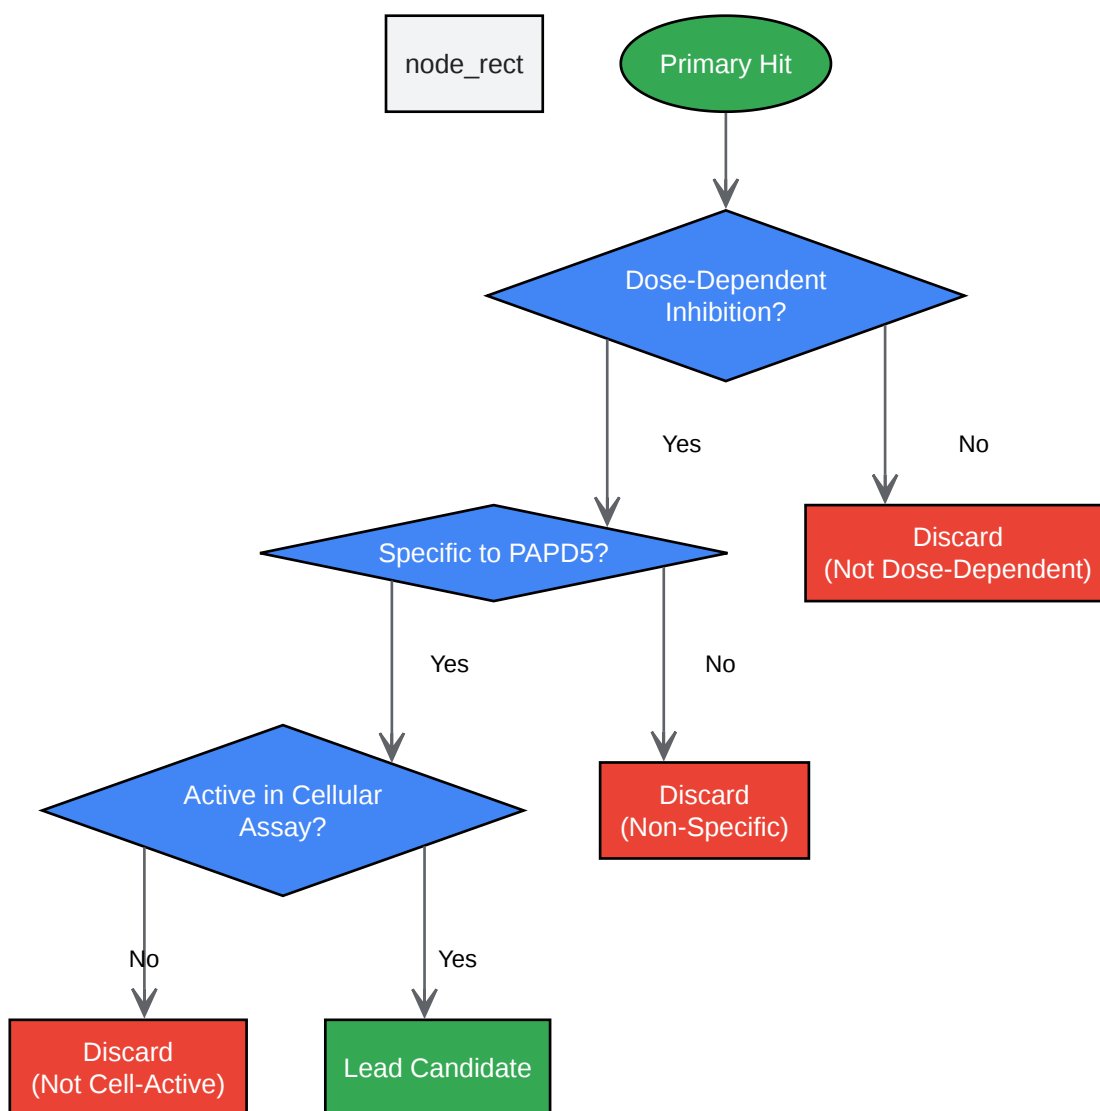 node_rect
Primary Hit
Dose-Dependent
Inhibition?
Yes
No
Specific to PAPD5?
Discard
(Not Dose-Dependent)
Yes
No
Active in Cellular
Assay?
Discard
(Non-Specific)
No
Yes
Discard
(Not Cell-Active)
Lead Candidate